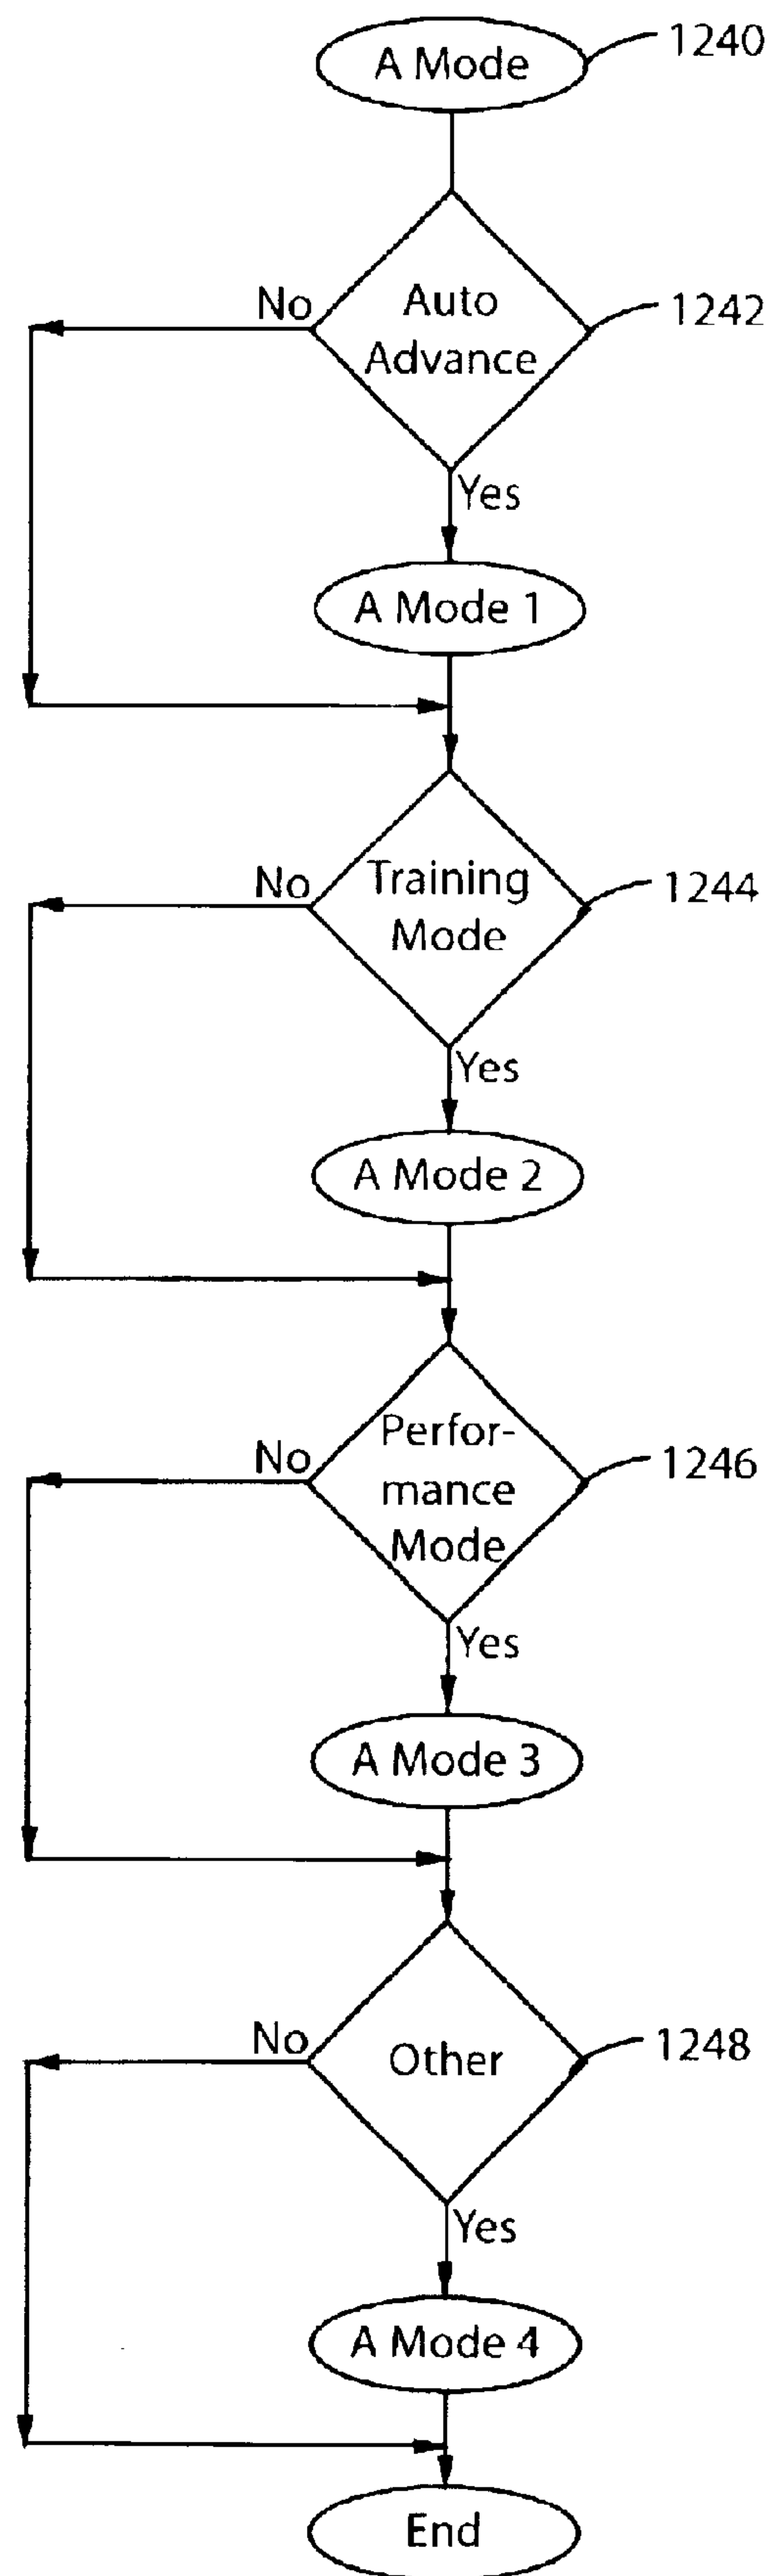 A Mode
1240
No
Auto
Advance
1242
Yes
A Mode 1
No
Training
Mode
1244
Yes
A Mode 2
No
Perfor-
mance
Mode
1246
Yes
A Mode 3
No
Other
1248
Yes
A Mode 4
End